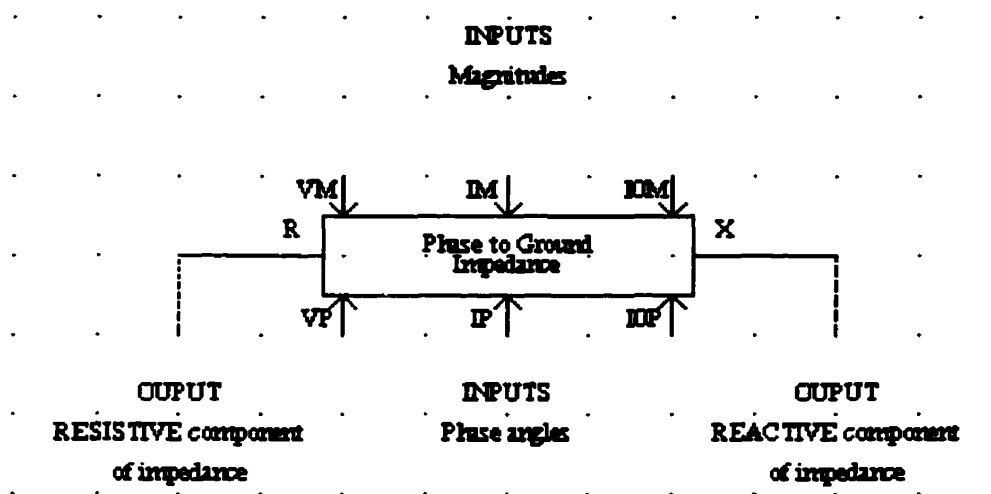 INPUTS
Magnitudes
VM IM I0M
R X
Phase to Ground
Impedance
VP IP I0P
OUPUT INPUTS OUPUT
RESISTIVE component Phase angles REACTIVE component
of impedance of impedance